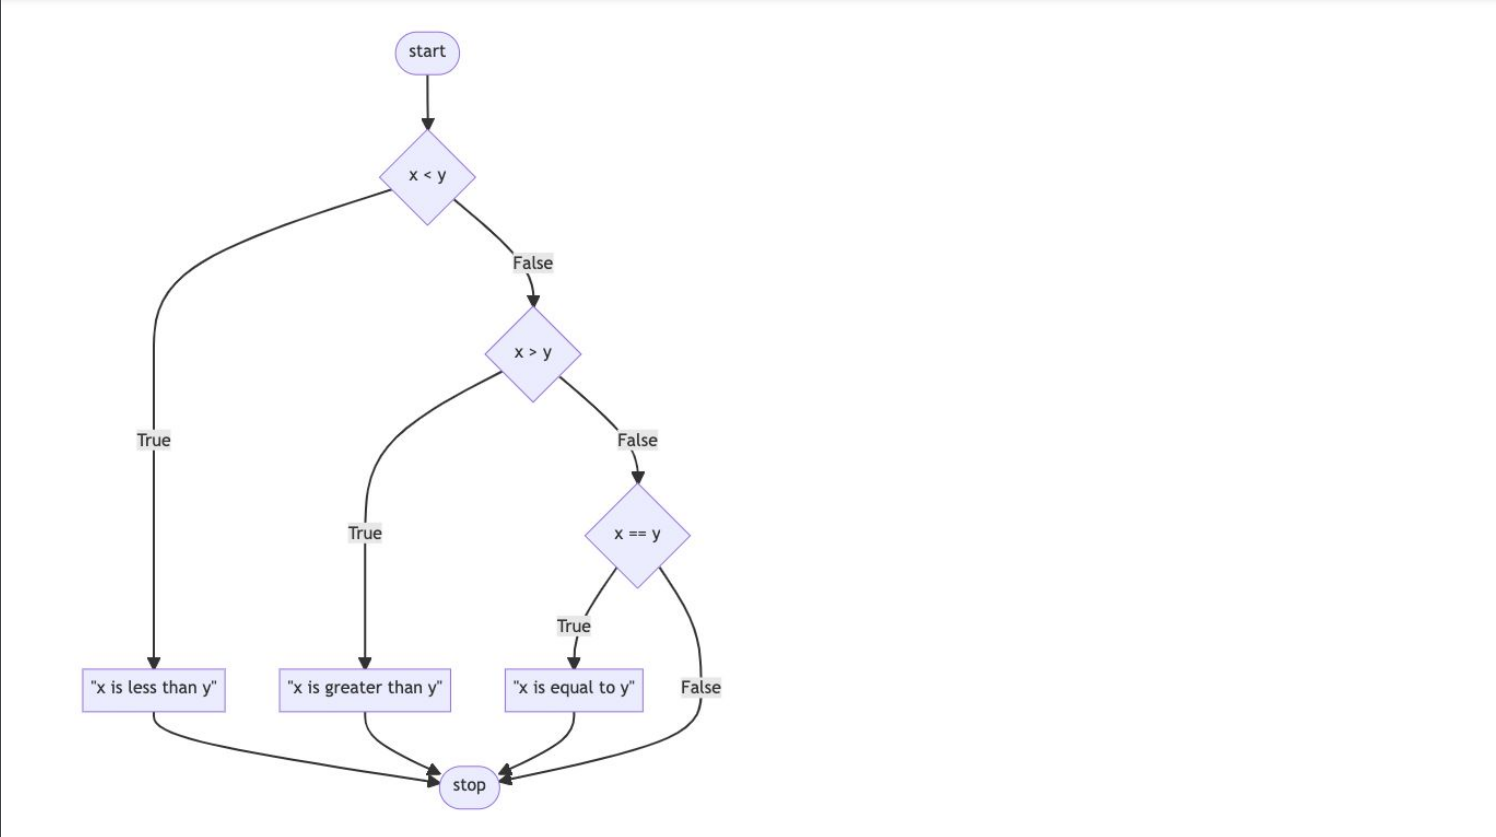 start
x < y
False
x > y
True
False
True
x == y
True
"x is less than y"
"x is greater than y"
"x is equal to y"
False
stop